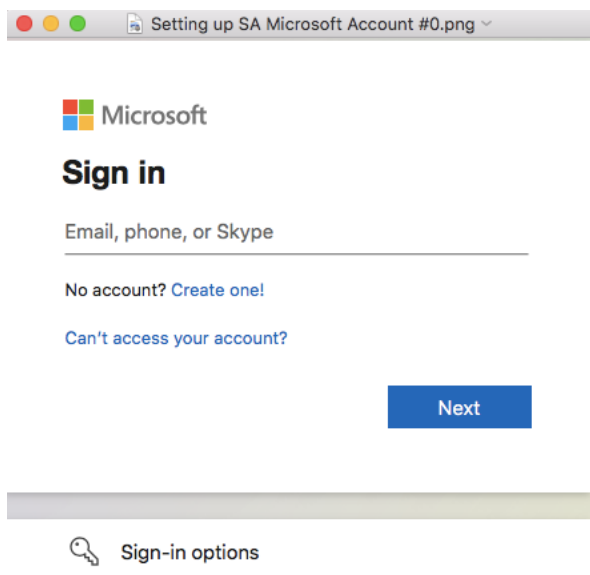 Setting up SA Microsoft Account #0.png
Microsoft
Sign in
Email, phone, or Skype
No account? Create one!
Can't access your account?
Next
Sign-in options